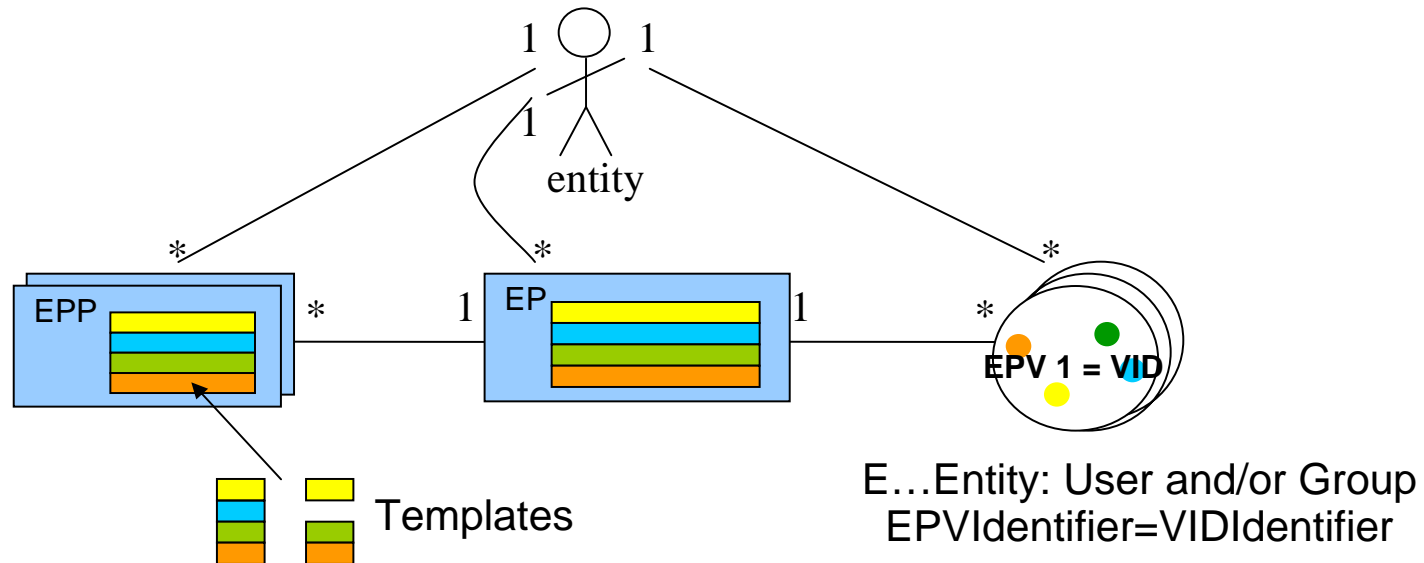 1 1
1
entity
* * *
EPP * 1 EP 1 *
EPV 1 = VID
Templates
E…Entity: User and/or Group
EPVIdentifier=VIDIdentifier